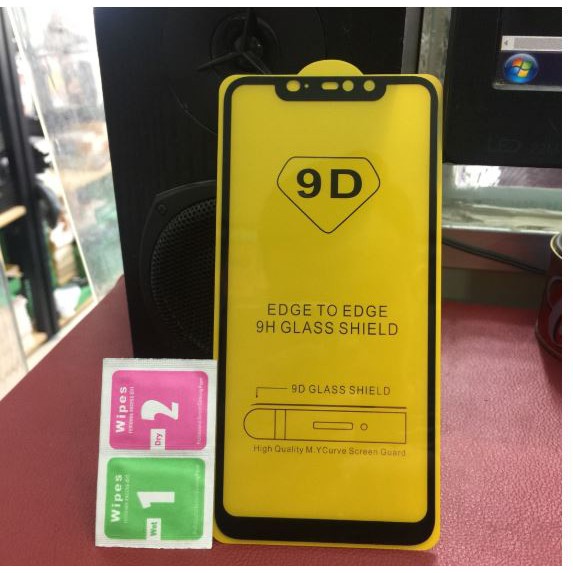 9D
EDGE TO EDGE
9H GLASS SHIELD
9D GLASS SHIELD
High Quality M.YCurve Screen Guard
Wipes
2
Dry
Wipes
1
Wet